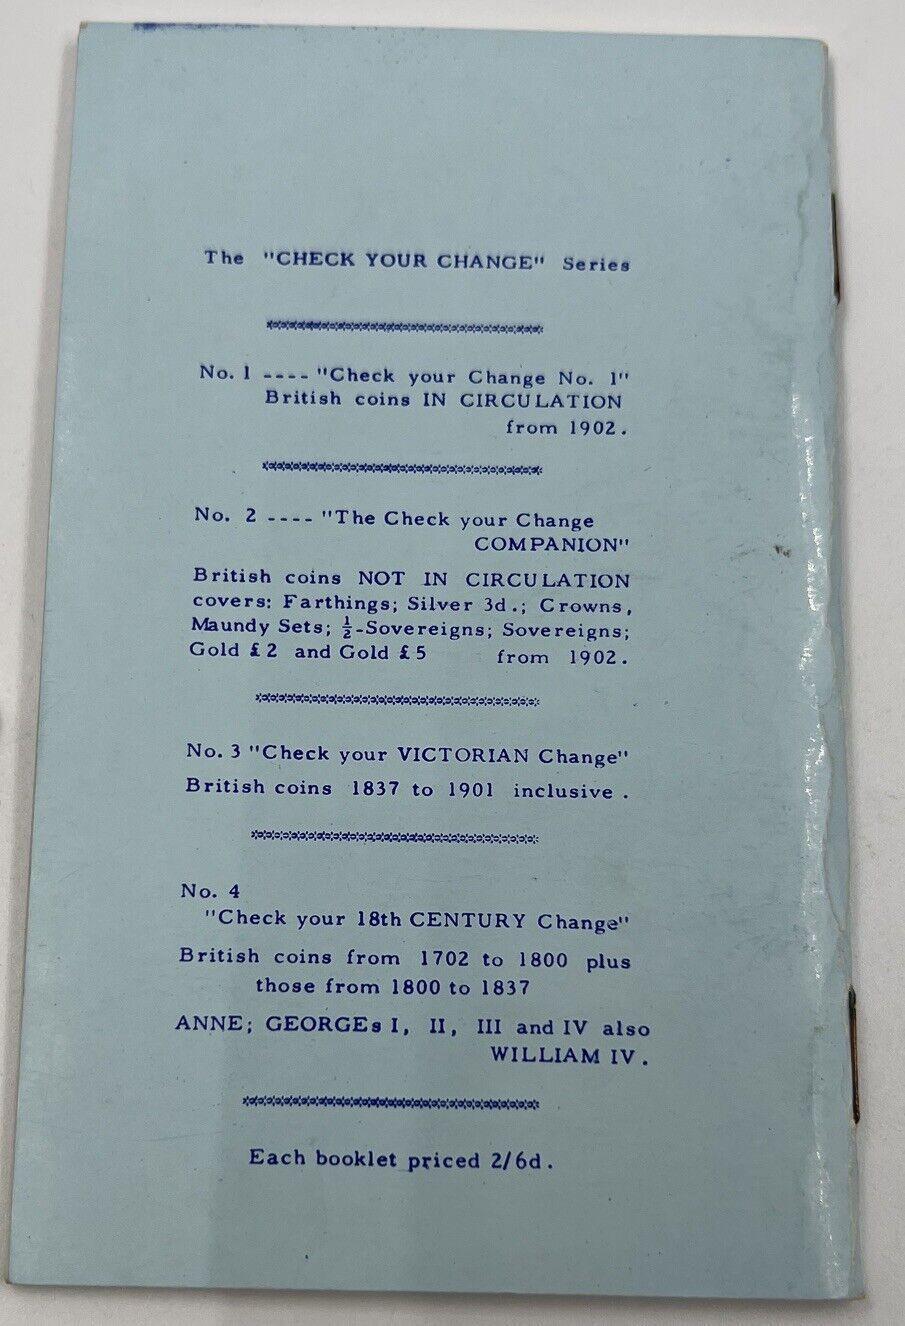 The "CHECK YOUR CHANGE" Series
No. 1 ---- "Check your Change No. 1"
British coins IN CIRCULATION
from 1902.
No. 2 ---- "The Check your Change
COMPANION"
British coins NOT IN CIRCULATION
covers: Farthings; Silver 3d.; Crowns,
Maundy Sets; ½-Sovereigns; Sovereigns;
Gold £2 and Gold £5 from 1902.
No. 3 "Check your VICTORIAN Change"
British coins 1837 to 1901 inclusive.
No. 4
"Check your 18th CENTURY Change"
British coins from 1702 to 1800 plus
those from 1800 to 1837
ANNE; GEORGEs I, II, III and IV also
WILLIAM IV.
Each booklet priced 2/6d.